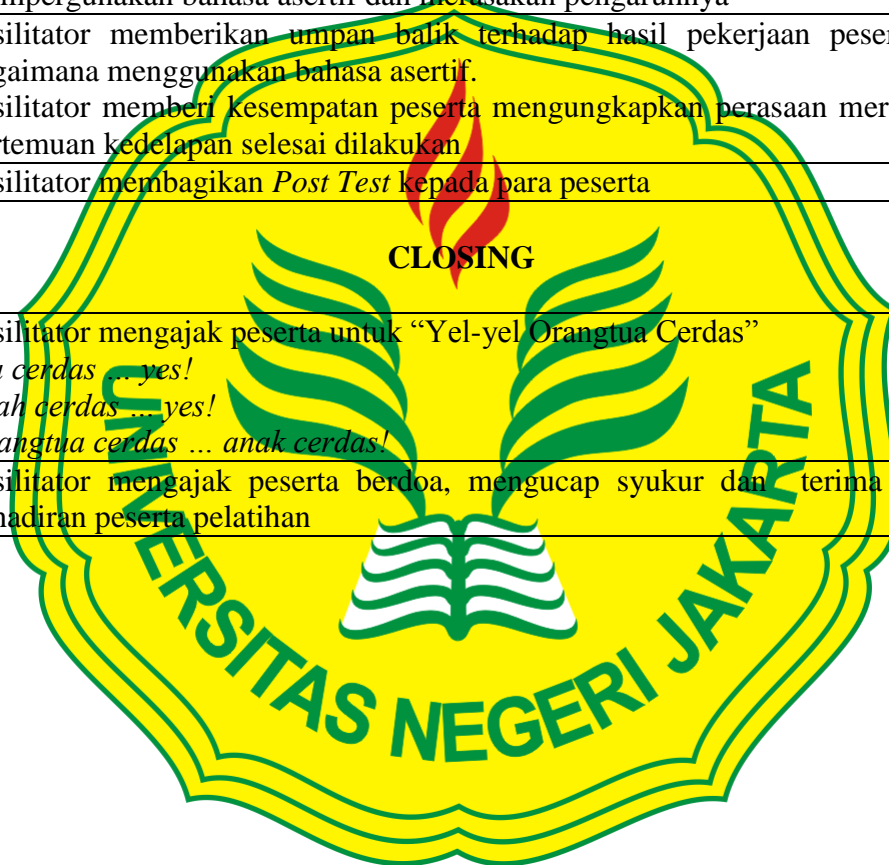 mpergunakan bahasa asertif dan merasakan pengaruhnya
silitator memberikan umpan balik terhadap hasil pekerjaan peser
gaimana menggunakan bahasa asertif.
silitator memberi kesempatan peserta mengungkapkan perasaan mer
rtemuan kedelapan selesai dilakukan
silitator membagikan Post Test kepada para peserta
CLOSING
silitator mengajak peserta untuk “Yel-yel Orangtua Cerdas”
cerdas ... yes!
ah cerdas ... yes!
angtua cerdas ... anak cerdas!
silitator mengajak peserta berdoa, mengucap syukur dan terima
hadiran peserta pelatihan
UNIVERSITAS NEGERI JAKARTA